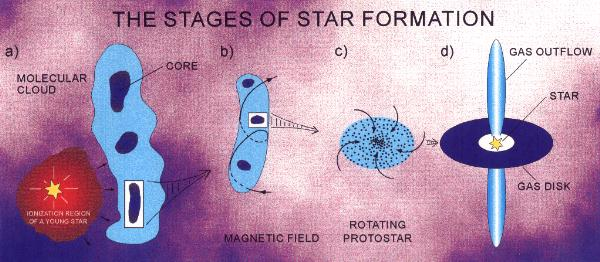 THE STAGES OF STAR FORMATION
a)
b)
c)
d)
MOLECULAR
CLOUD
CORE
GAS OUTFLOW
STAR
IONIZATION REGION
OF A YOUNG STAR
GAS DISK
MAGNETIC FIELD
ROTATING
PROTOSTAR